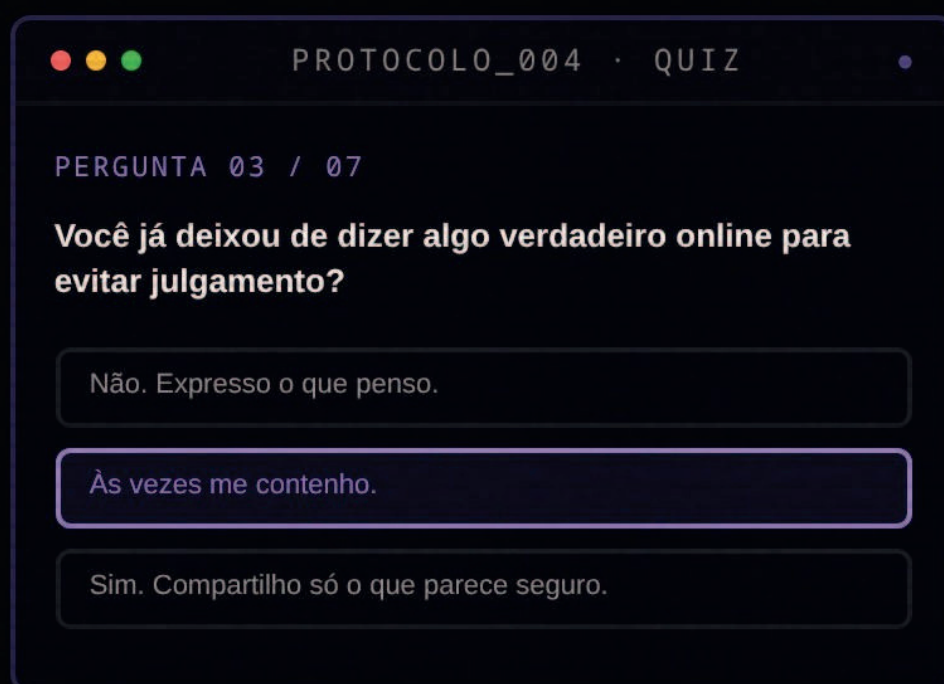 PROTOCOLO_004 · QUIZ
PERGUNTA 03 / 07
Você já deixou de dizer algo verdadeiro online para
evitar julgamento?
Não. Expresso o que penso.
Às vezes me contenho.
Sim. Compartilho só o que parece seguro.